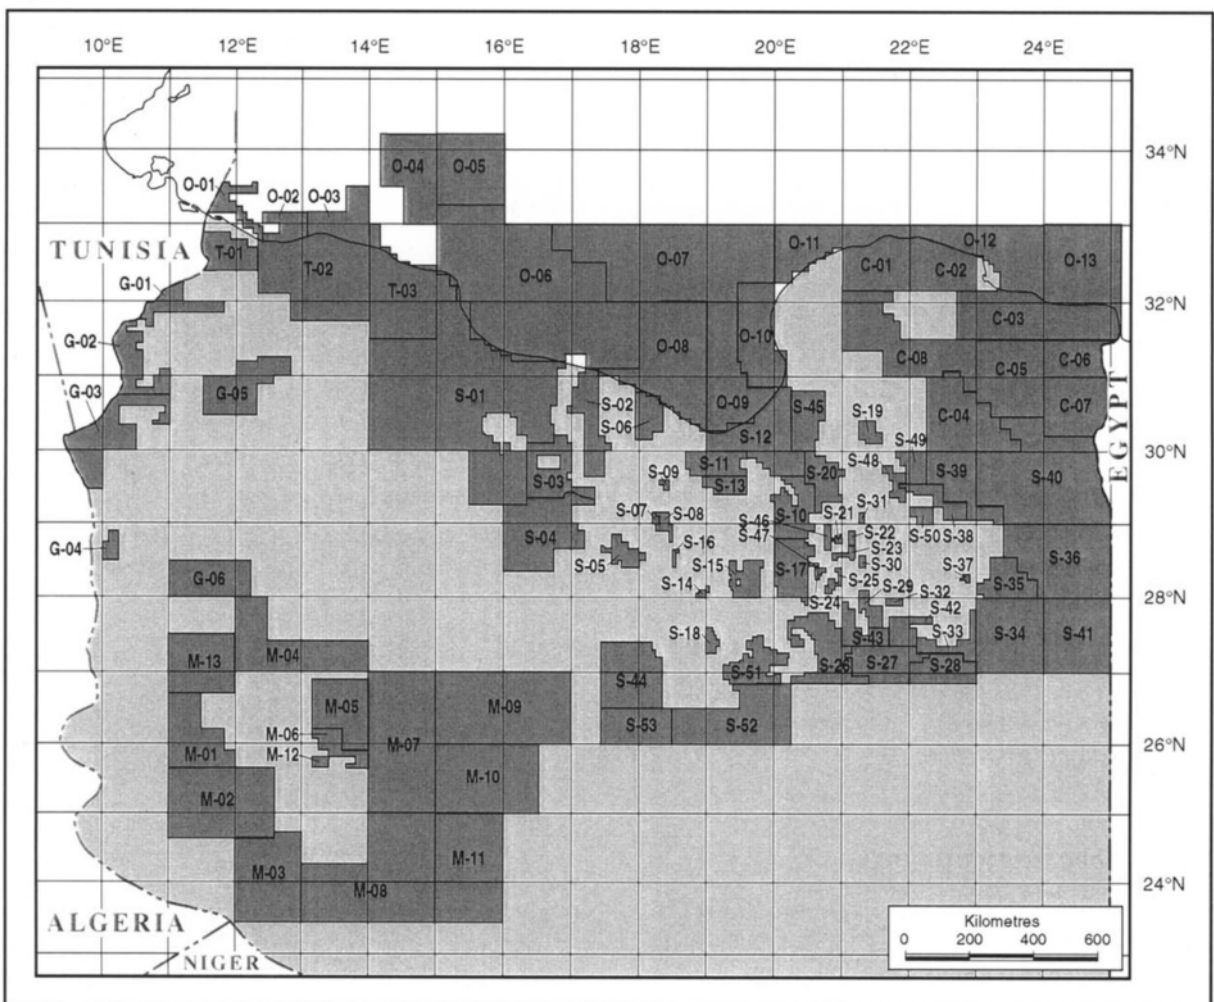 10°E 12°E 14°E 16°E 18°E 20°E 22°E 24°E
34°N
O-04 O-05
O-01 O-02 O-03
TUNISIA
T-01
T-02
T-03
O-06
O-07
O-11
O-12
O-13
C-01
C-02
G-01
32°N
C-03
G-02
O-08
O-10
C-08
C-05
C-06
G-03
G-05
S-01
S-02
S-06
O-09
S-45
S-19
C-04
C-07
EGYPT
S-12
S-49
30°N
S-09
S-11
S-13
S-20
S-48
S-39
S-40
S-03
S-07
S-08
S-46
S-10
S-21
S-31
S-04
S-47
S-22
S-50
S-38
G-04
S-16
S-23
S-36
S-05
S-15
S-17
S-30
S-37
G-06
S-14
S-25
S-29
S-32
S-35
28°N
S-24
S-42
S-18
S-43
S-33
S-34
S-41
M-13
M-04
S-44
S-51
S-26
S-27
S-28
M-05
M-09
M-06
S-53
S-52
M-01
M-12
M-07
26°N
M-10
M-02
M-03
M-11
M-08
24°N
ALGERIA
NIGER
Kilometres
0 200 400 600